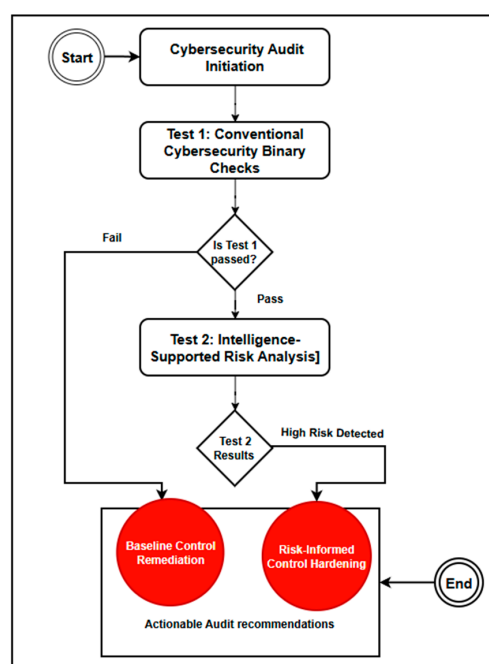 Start
Cybersecurity Audit
Initiation
Test 1: Conventional
Cybersecurity Binary
Checks
Fail
Is Test 1
passed?
Pass
Test 2: Intelligence-
Supported Risk Analysis]
Test 2
Results
High Risk Detected
Baseline Control
Remediation
Risk-Informed
Control Hardening
End
Actionable Audit recommendations